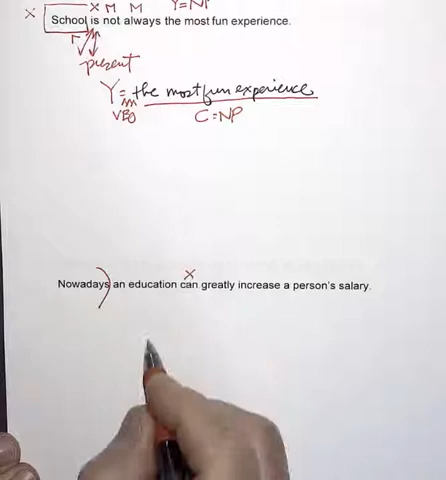 X M M Y=NP
X School is not always the most fun experience.
present
Y = the most fun experience
C=NP
X
Nowadays) an education can greatly increase a person's salary.